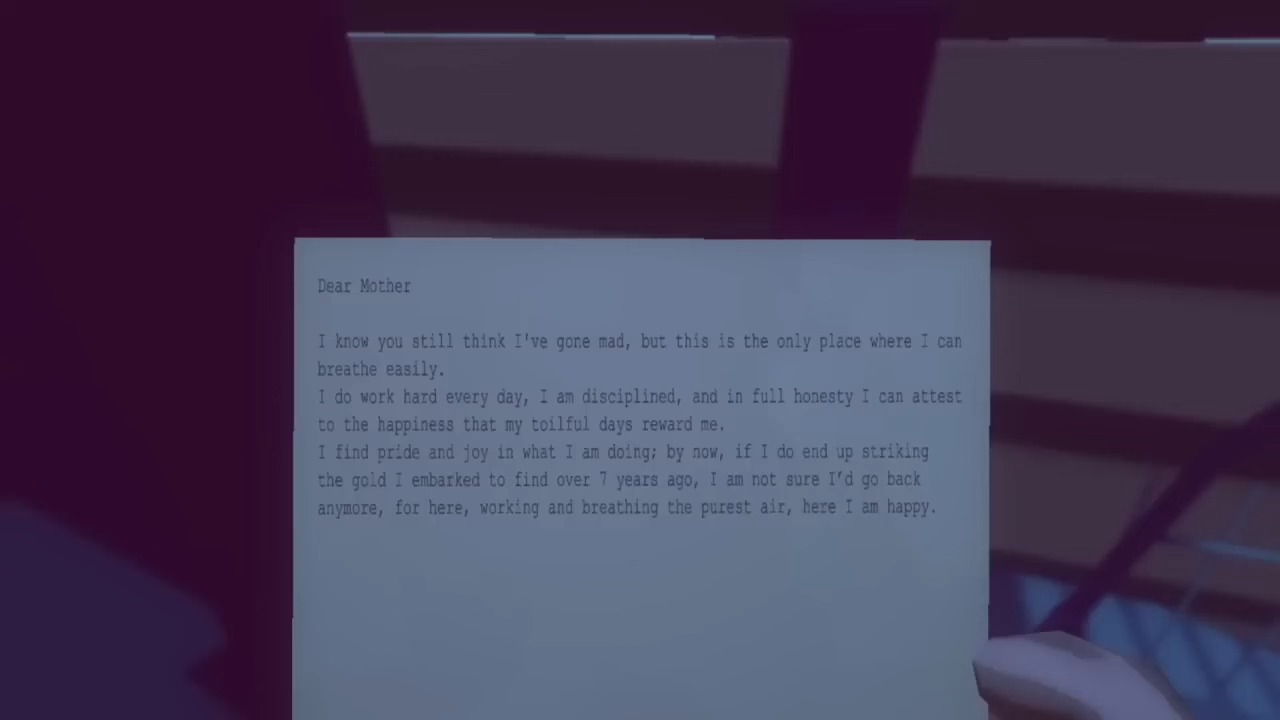 Dear Mother
I know you still think I've gone mad, but this is the only place where I can
breathe easily.
I do work hard every day, I am disciplined, and in full honesty I can attest
to the happiness that my toilful days reward me.
I find pride and joy in what I am doing; by now, if I do end up striking
the gold I embarked to find over 7 years ago, I am not sure I'd go back
anymore, for here, working and breathing the purest air, here I am happy.